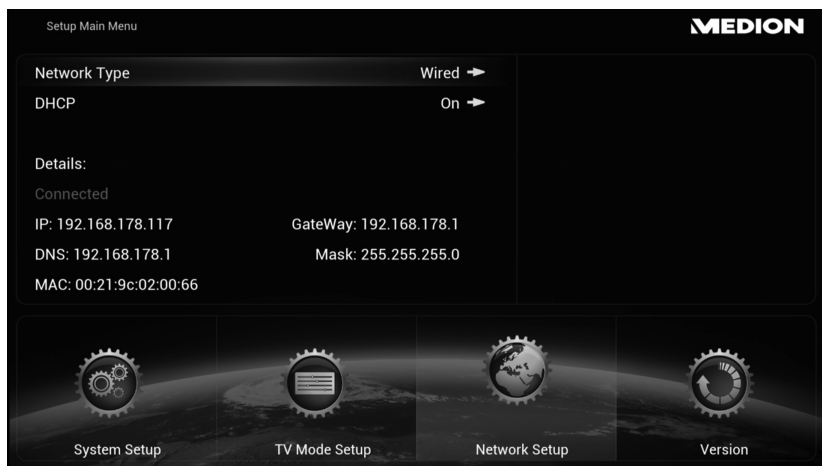 Setup Main Menu
MEDION
Network Type Wired
DHCP On
Details:
Connected
IP: 192.168.178.117 GateWay: 192.168.178.1
DNS: 192.168.178.1 Mask: 255.255.255.0
MAC: 00:21:9c:02:00:66
System Setup TV Mode Setup Network Setup Version